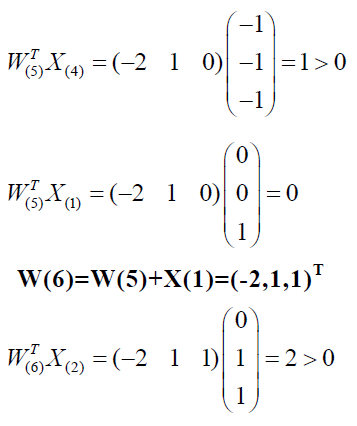 W^T_(5) X_(4) = (-2 1 0) (-1 -1 -1) = 1 > 0
W^T_(5) X_(1) = (-2 1 0) (0 0 1) = 0
W(6)=W(5)+X(1)=(-2,1,1)^T
W^T_(6) X_(2) = (-2 1 1) (0 1 1) = 2 > 0